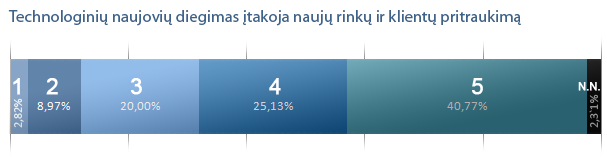 Technologinių naujovių diegimas įtakoja naujų rinkų ir klientų pritraukimą
1 2 3 4 5 N.N.
2,82% 8,97% 20,00% 25,13% 40,77% 2,31%